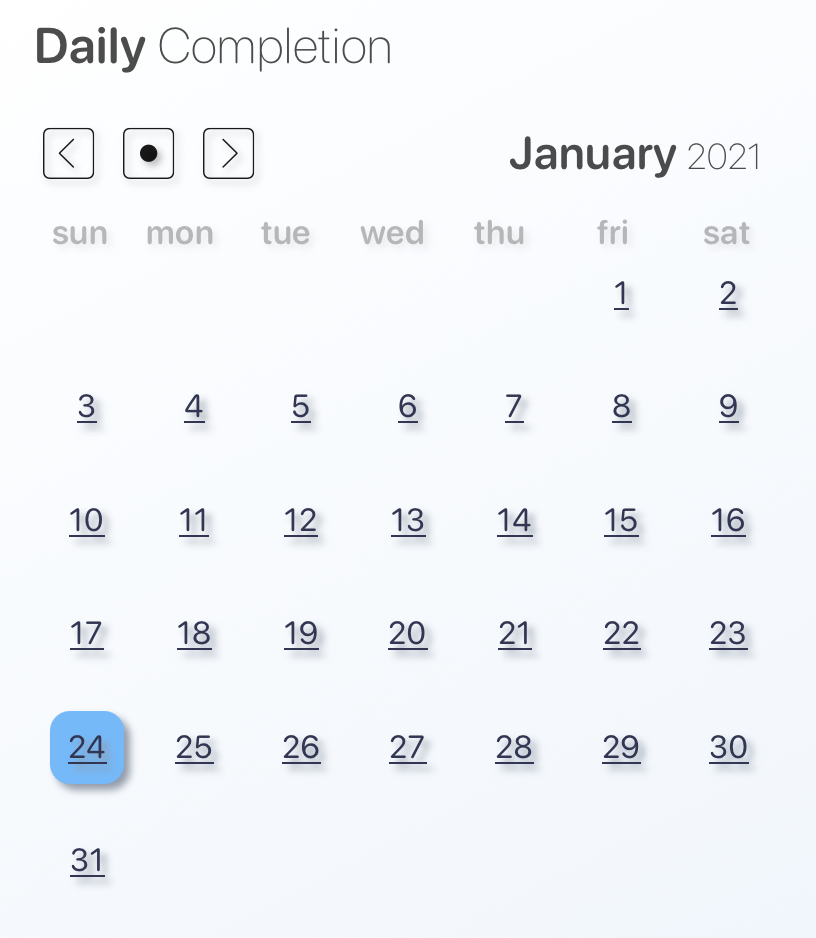 Daily Completion
January 2021
sun mon tue wed thu fri sat
1 2
3 4 5 6 7 8 9
10 11 12 13 14 15 16
17 18 19 20 21 22 23
24 25 26 27 28 29 30
31